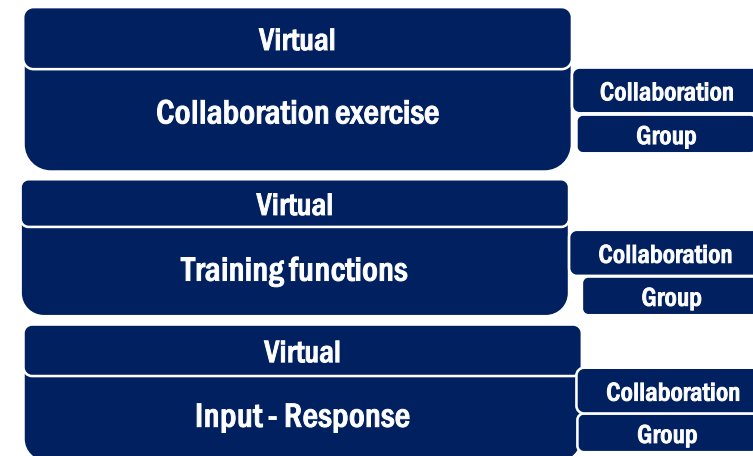 Virtual
Collaboration exercise
Collaboration
Group
Virtual
Training functions
Collaboration
Group
Virtual
Input - Response
Collaboration
Group